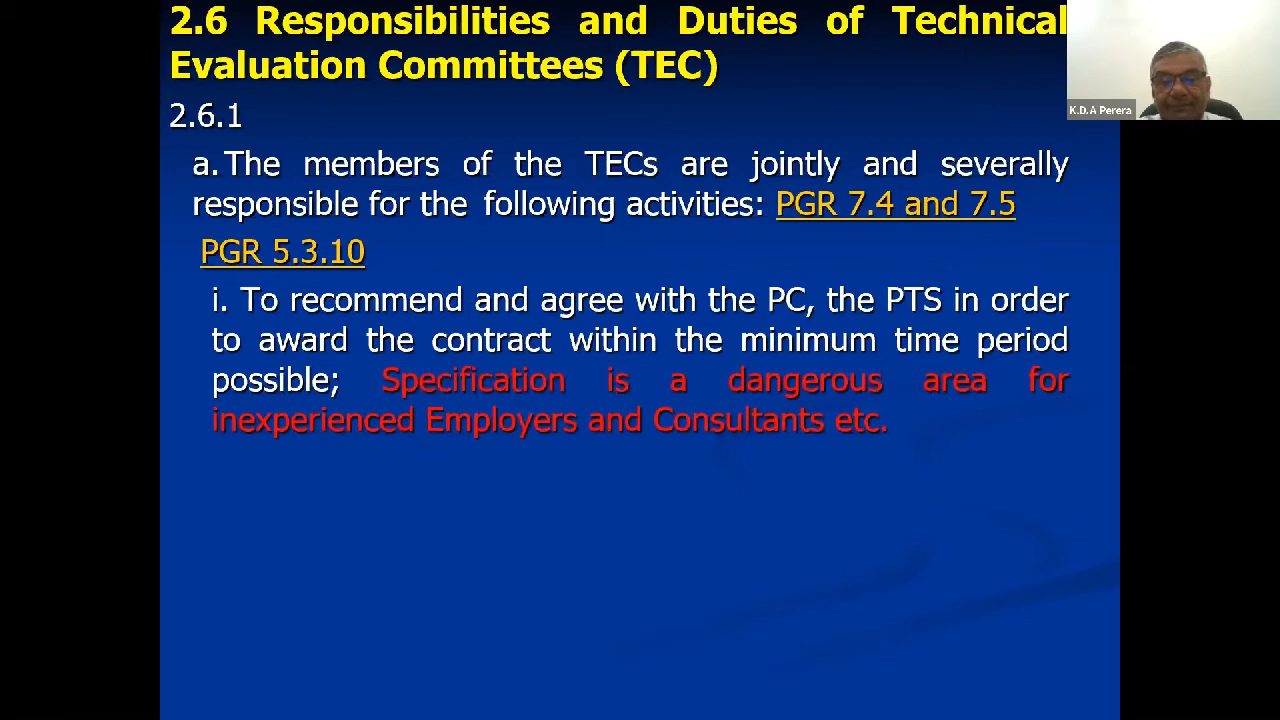 2.6 Responsibilities and Duties of Technical
Evaluation Committees (TEC)
K.D.A Perera
2.6.1
a. The members of the TECs are jointly and severally
responsible for the following activities: PGR 7.4 and 7.5
PGR 5.3.10
i. To recommend and agree with the PC, the PTS in order
to award the contract within the minimum time period
possible; Specification is a dangerous area for
inexperienced Employers and Consultants etc.